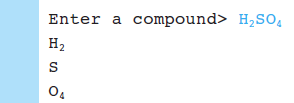 Enter a compound> H₂SO₄
H₂
S
O₄